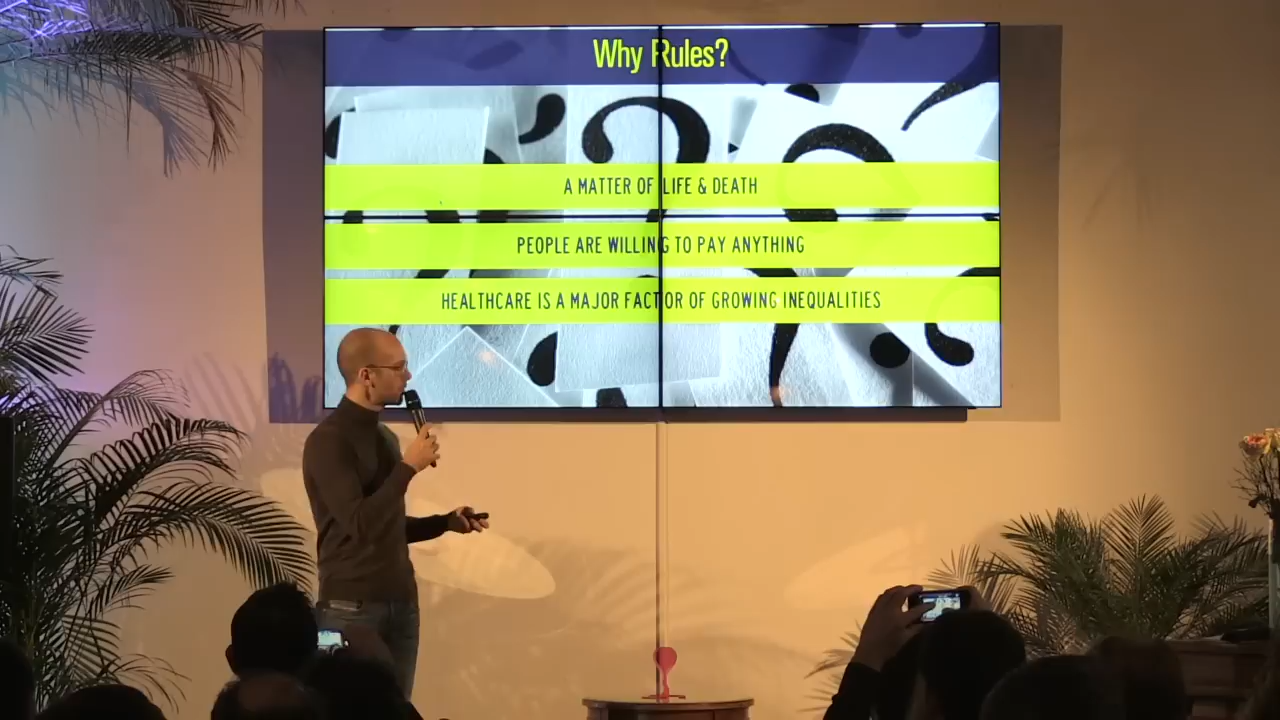 Why Rules?
A MATTER OF LIFE & DEATH
PEOPLE ARE WILLING TO PAY ANYTHING
HEALTHCARE IS A MAJOR FACTOR OF GROWING INEQUALITIES